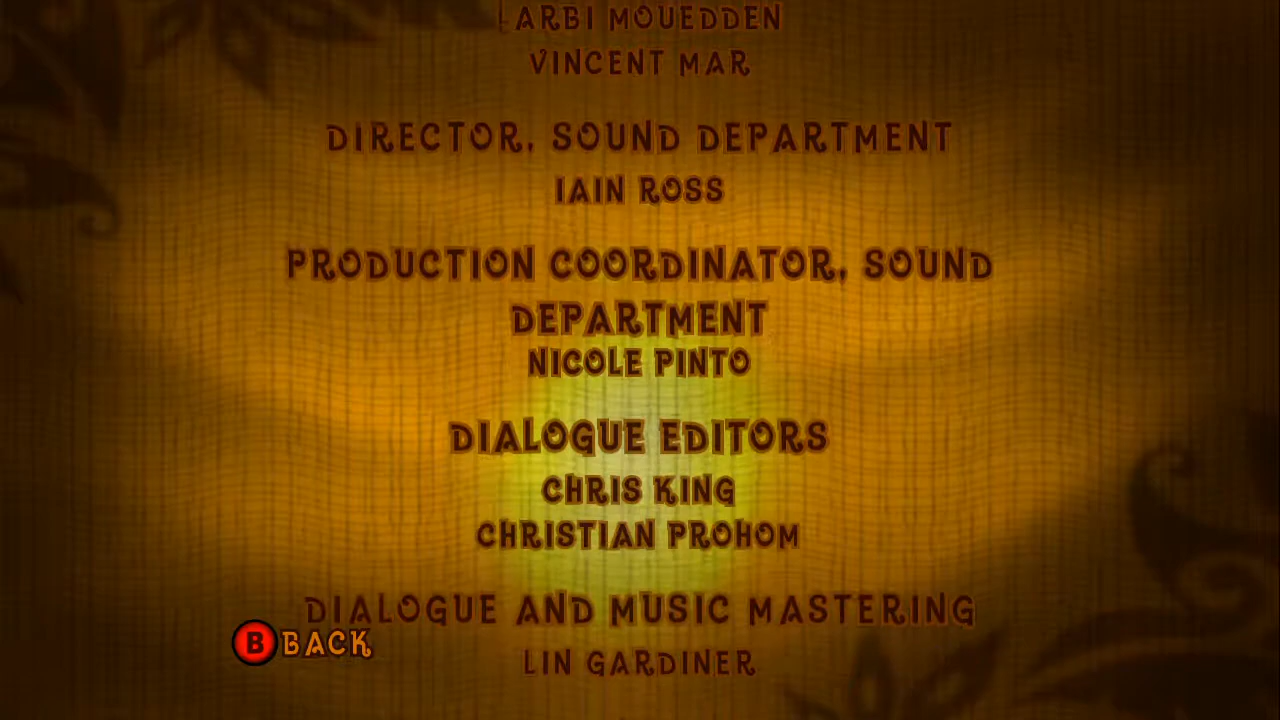 LARBI MOUEDDEN
VINCENT MAR
DIRECTOR, SOUND DEPARTMENT
IAIN ROSS
PRODUCTION COORDINATOR, SOUND
DEPARTMENT
NICOLE PINTO
DIALOGUE EDITORS
CHRIS KING
CHRISTIAN PROHOM
DIALOGUE AND MUSIC MASTERING
B BACK
LIN GARDINER